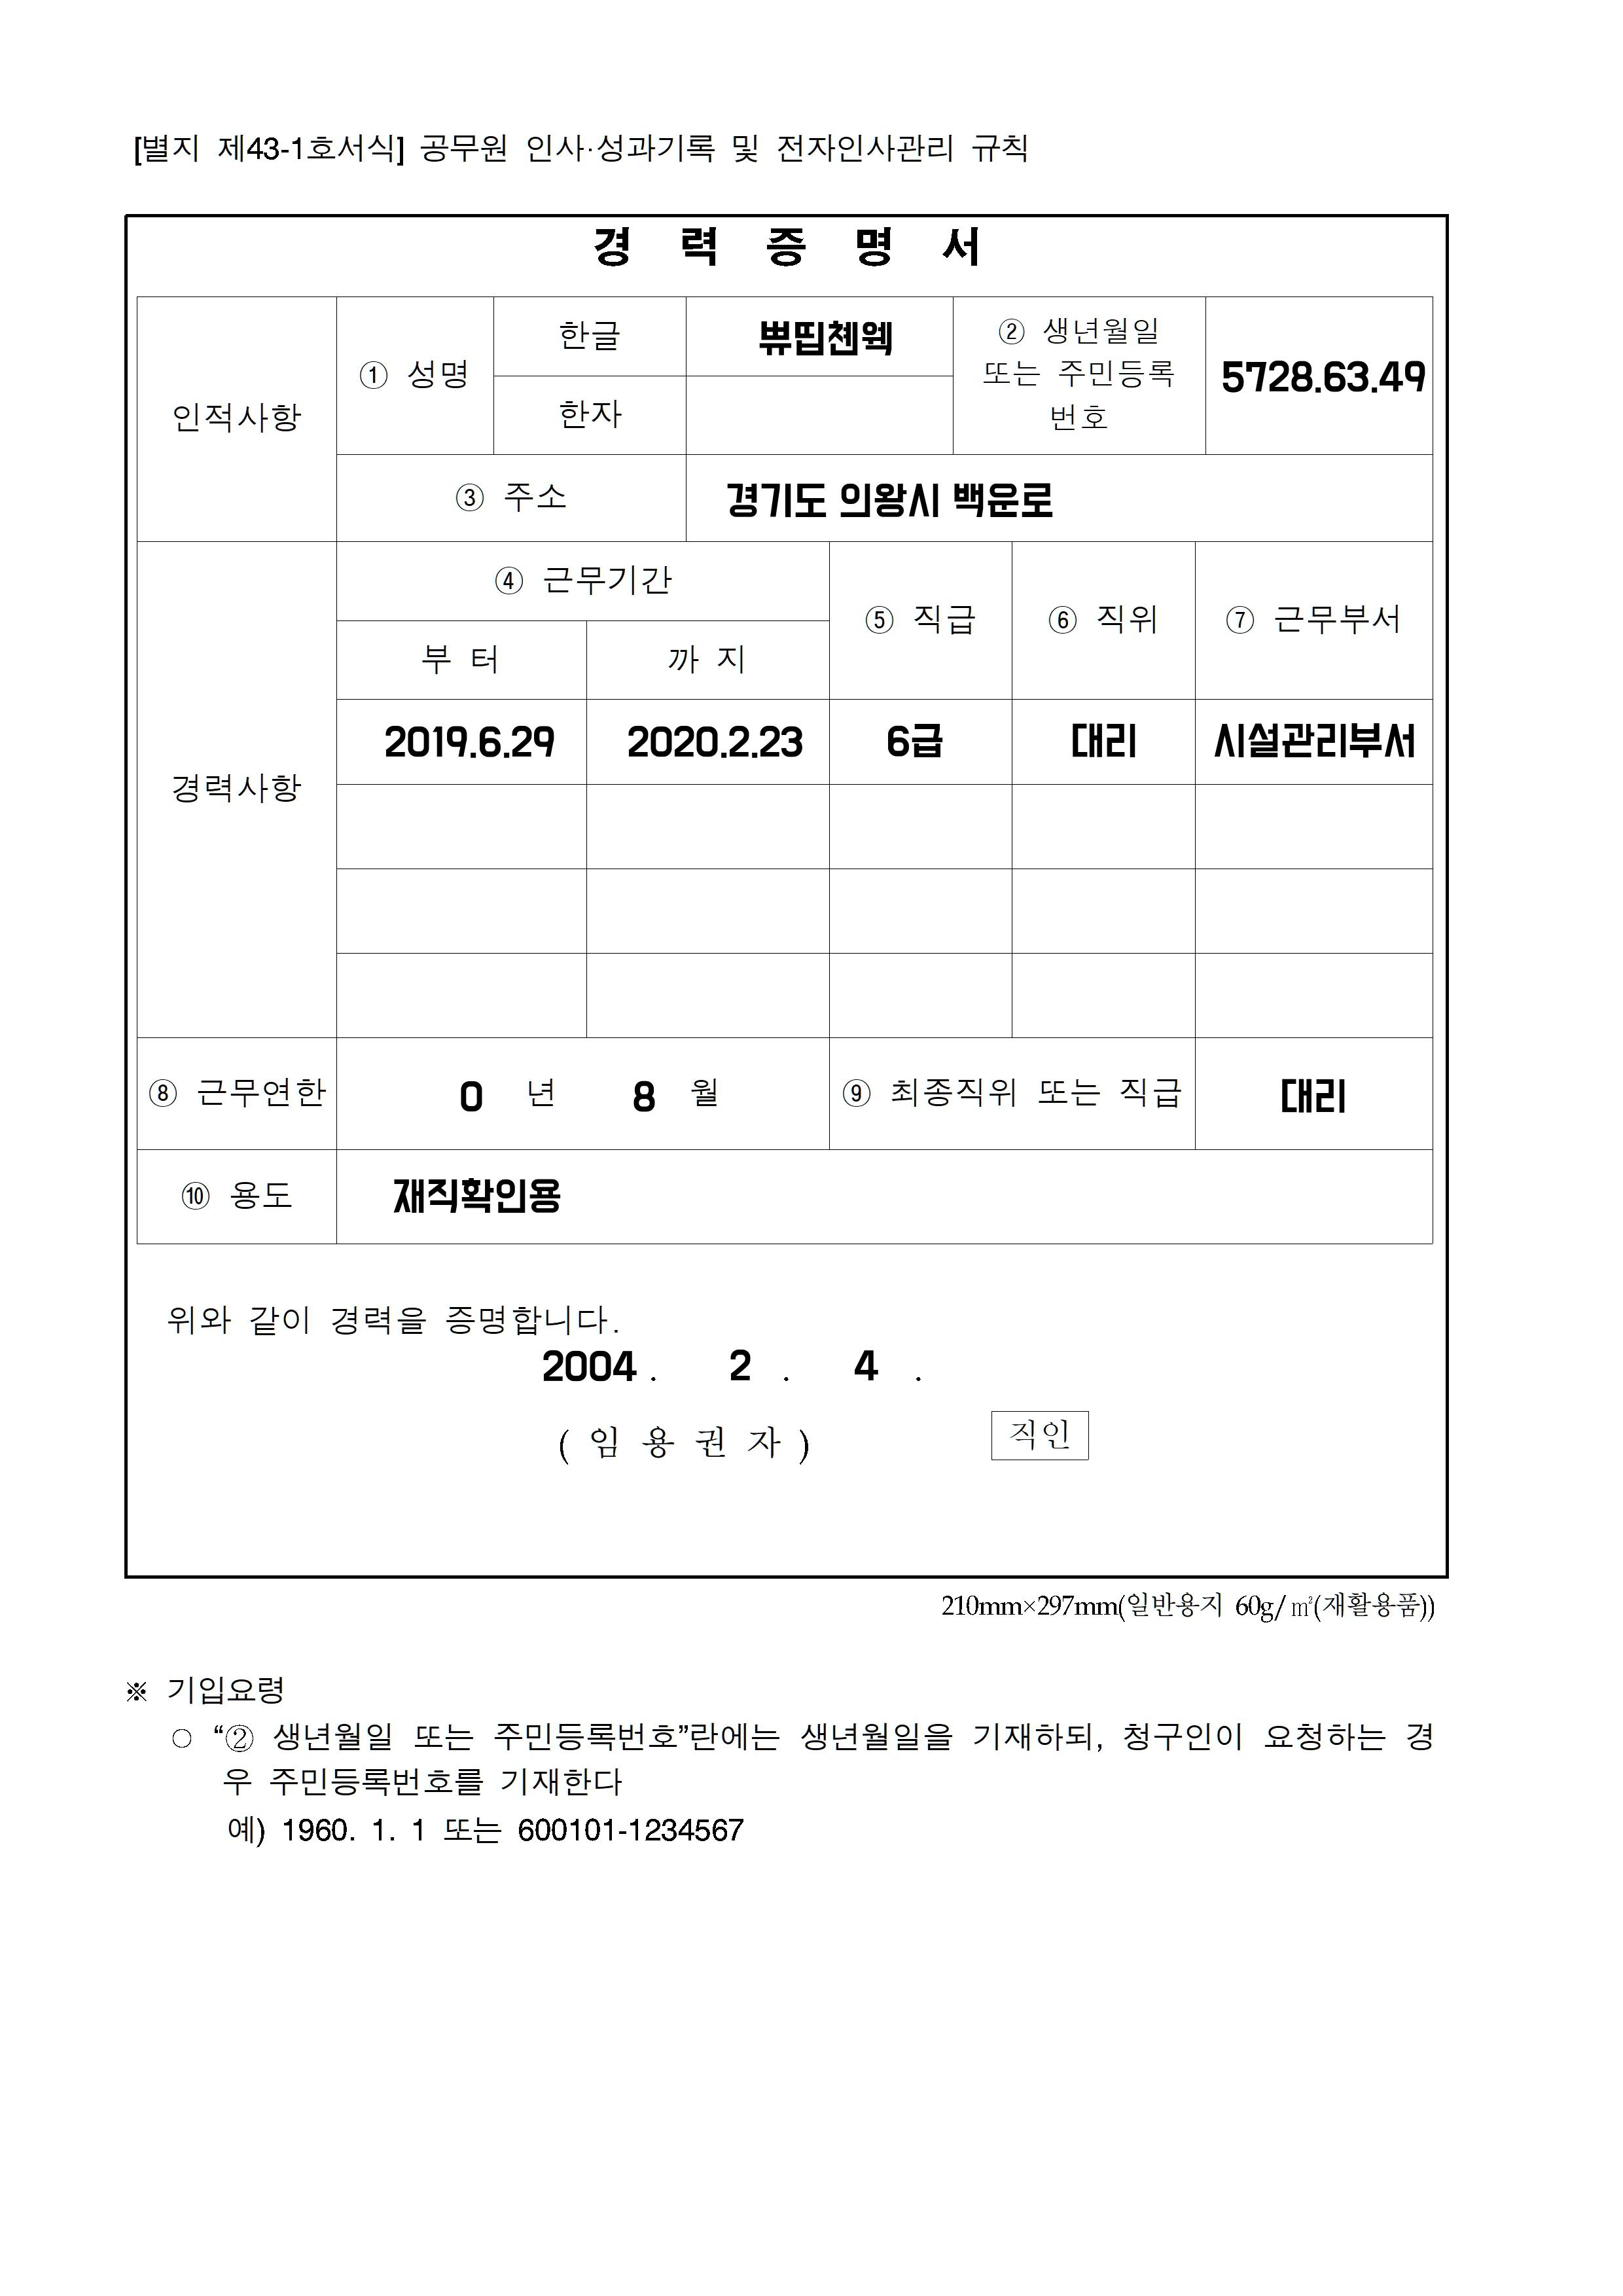 [별지 제43-1호서식] 공무원 인사·성과기록 및 전자인사관리 규칙
경 력 증 명 서
인적사항
① 성명
한글
쀼띱첸웩
② 생년월일
또는 주민등록
번호
5728.63.49
한자
③ 주소
경기도 의왕시 백운로
경력사항
④ 근무기간
⑤ 직급
⑥ 직위
⑦ 근무부서
부 터
까 지
2019.6.29
2020.2.23
6급
대리
시설관리부서
⑧ 근무연한
0 년 8 월
⑨ 최종직위 또는 직급
대리
⑩ 용도
재직확인용
위와 같이 경력을 증명합니다.
2004 . 2 . 4 .
( 임 용 권 자 )
직인
210mm×297mm(일반용지 60g/㎡(재활용품))
※ 기입요령
○ “② 생년월일 또는 주민등록번호”란에는 생년월일을 기재하되, 청구인이 요청하는 경
우 주민등록번호를 기재한다
예) 1960. 1. 1 또는 600101-1234567